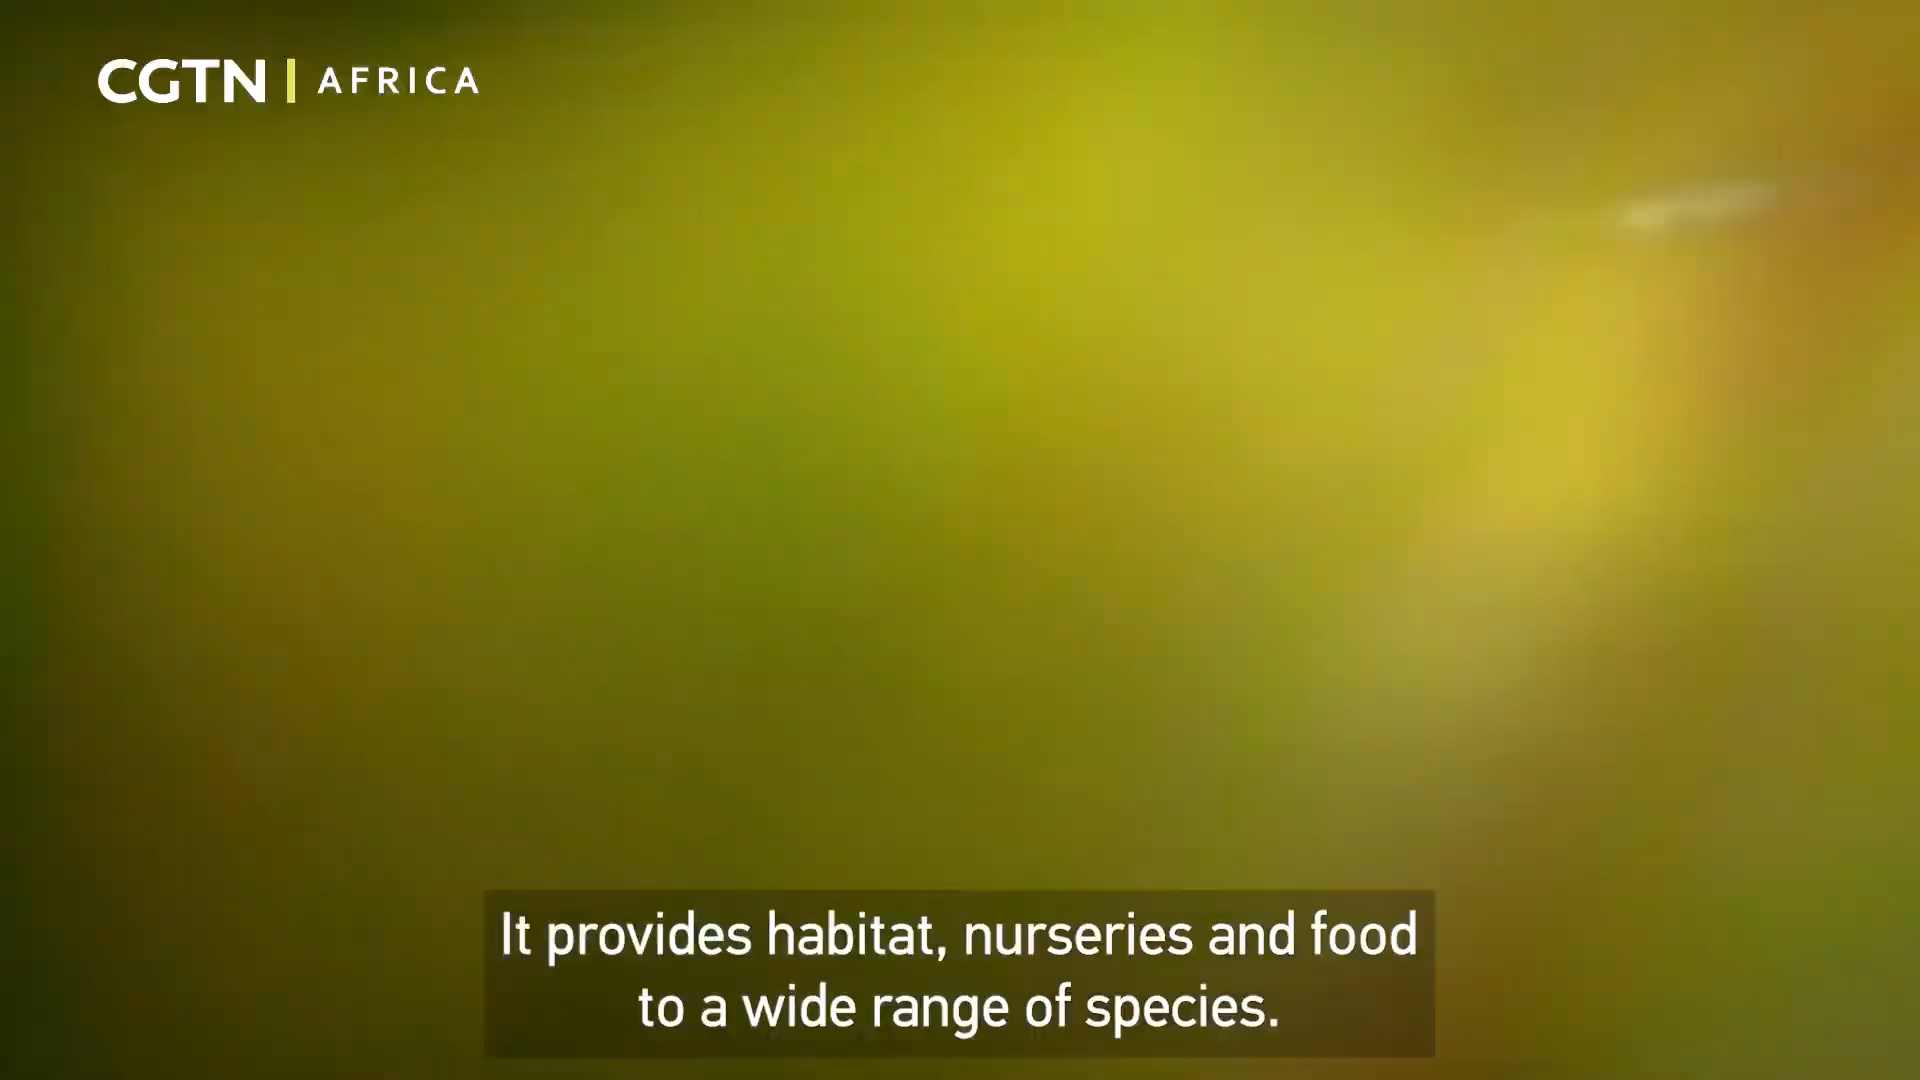 CGTN | AFRICA
It provides habitat, nurseries and food
to a wide range of species.